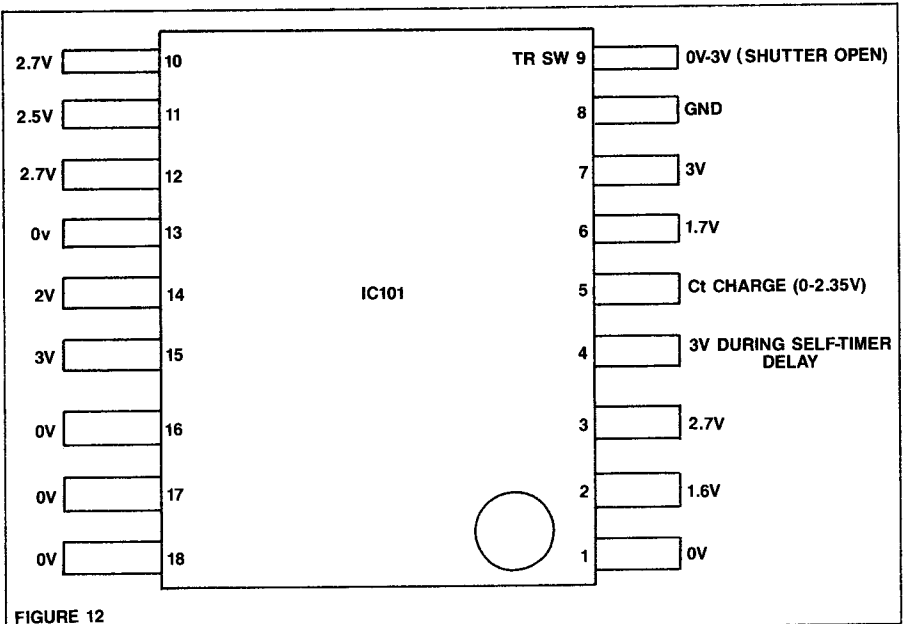 2.7V 10 TR SW 9 0V-3V (SHUTTER OPEN)
2.5V 11 8 GND
2.7V 12 7 3V
0v 13 6 1.7V
2V 14 IC101 5 Ct CHARGE (0-2.35V)
3V 15 4 3V DURING SELF-TIMER
DELAY
0V 16 3 2.7V
0V 17 2 1.6V
0V 18 1 0V
FIGURE 12